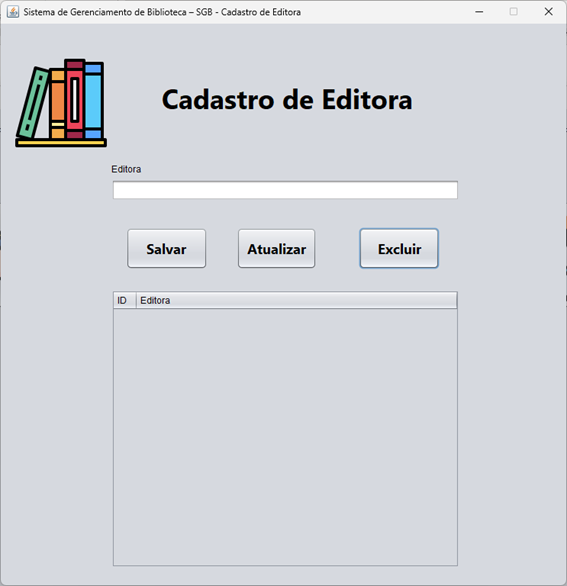 Sistema de Gerenciamento de Biblioteca – SGB - Cadastro de Editora
Cadastro de Editora
Editora
Salvar Atualizar Excluir
ID Editora